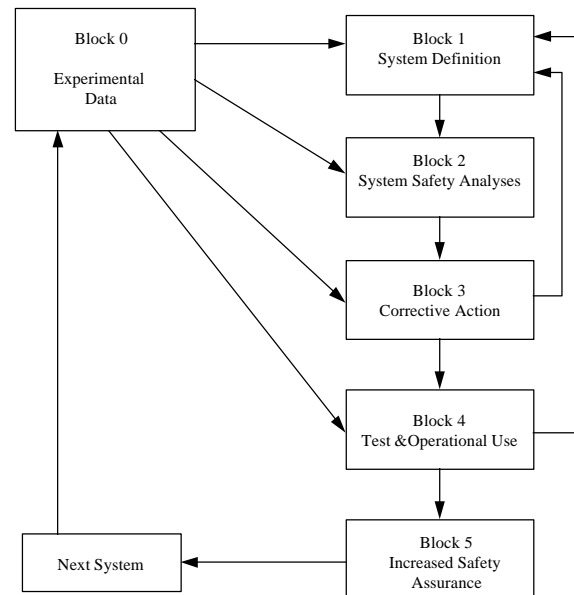 Block 0
Experimental
Data
Block 1
System Definition
Block 2
System Safety Analyses
Block 3
Corrective Action
Block 4
Test &Operational Use
Block 5
Increased Safety
Assurance
Next System